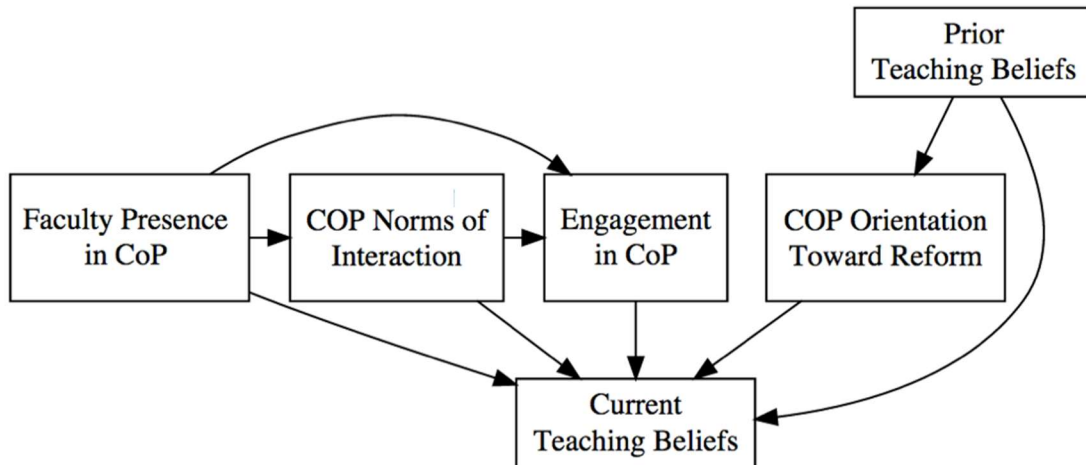 Prior
Teaching Beliefs
Faculty Presence
in CoP
COP Norms of
Interaction
Engagement
in CoP
COP Orientation
Toward Reform
Current
Teaching Beliefs